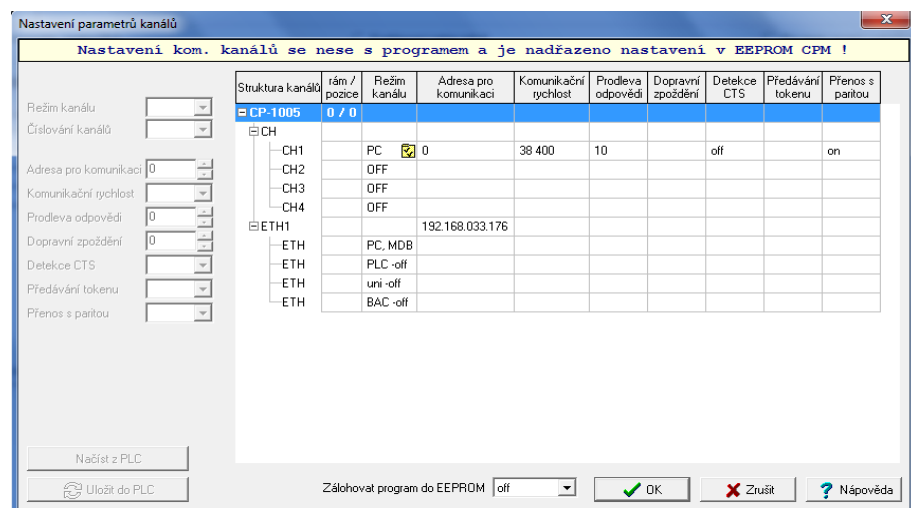 Nastavení parametrů kanálů
Nastavení kom. kanálů se nese s programem a je nadřazeno nastavení v EEPROM CPM !
Režim kanálu
Číslování kanálů
Adresa pro komunikaci 0
Komunikační rychlost
Prodleva odpovědi 0
Dopravní zpoždění 0
Detekce CTS
Předávání tokenu
Přenos s paritou
Načíst z PLC
Uložit do PLC
Struktura kanálů rám / pozice Režim kanálu Adresa pro komunikaci Komunikační rychlost Prodleva odpovědi Dopravní zpoždění Detekce CTS Předávání tokenu Přenos s paritou
CP-1005 0 / 0
CH
CH1 PC 0 38 400 10 off on
CH2 OFF
CH3 OFF
CH4 OFF
ETH1 192.168.033.176
ETH PC, MDB
ETH PLC -off
ETH uni -off
ETH BAC -off
Zálohovat program do EEPROM off
OK Zrušit Nápověda